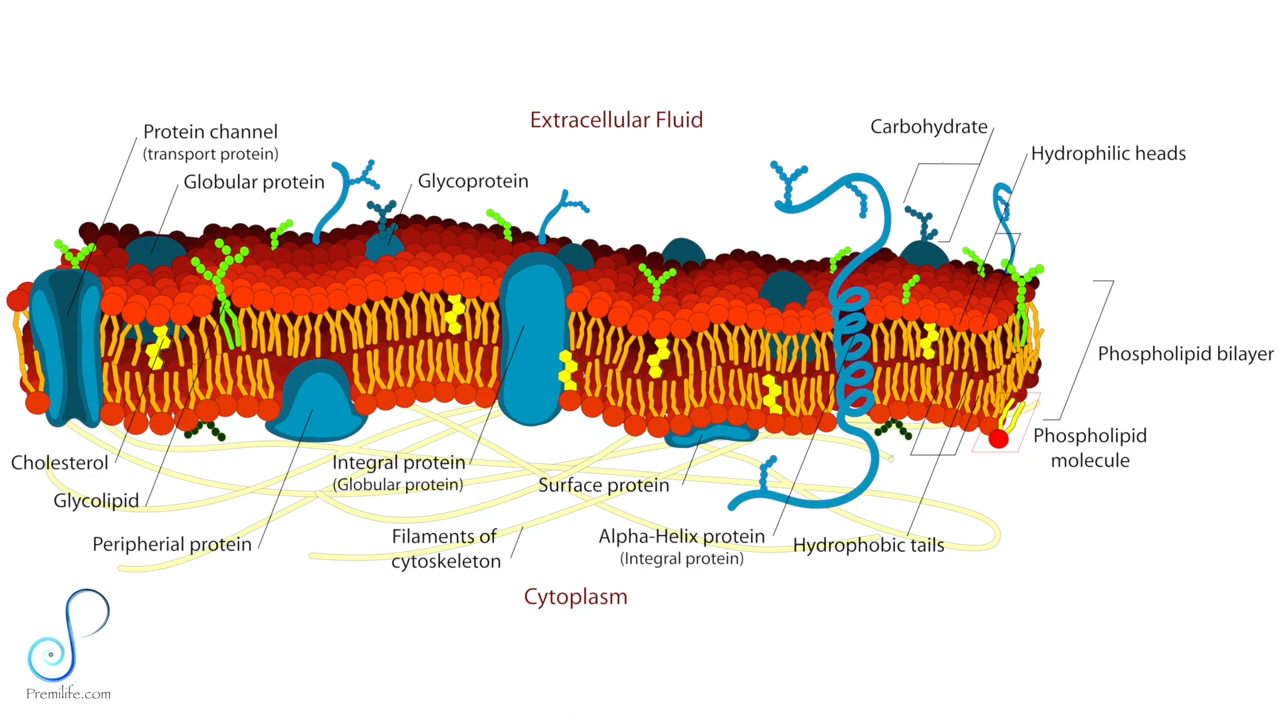 Extracellular Fluid
Protein channel
(transport protein)
Globular protein
Glycoprotein
Carbohydrate
Hydrophilic heads
Phospholipid bilayer
Phospholipid
molecule
Cholesterol
Glycolipid
Peripherial protein
Integral protein
(Globular protein)
Filaments of
cytoskeleton
Surface protein
Alpha-Helix protein
(Integral protein)
Hydrophobic tails
Cytoplasm
Premilife.com